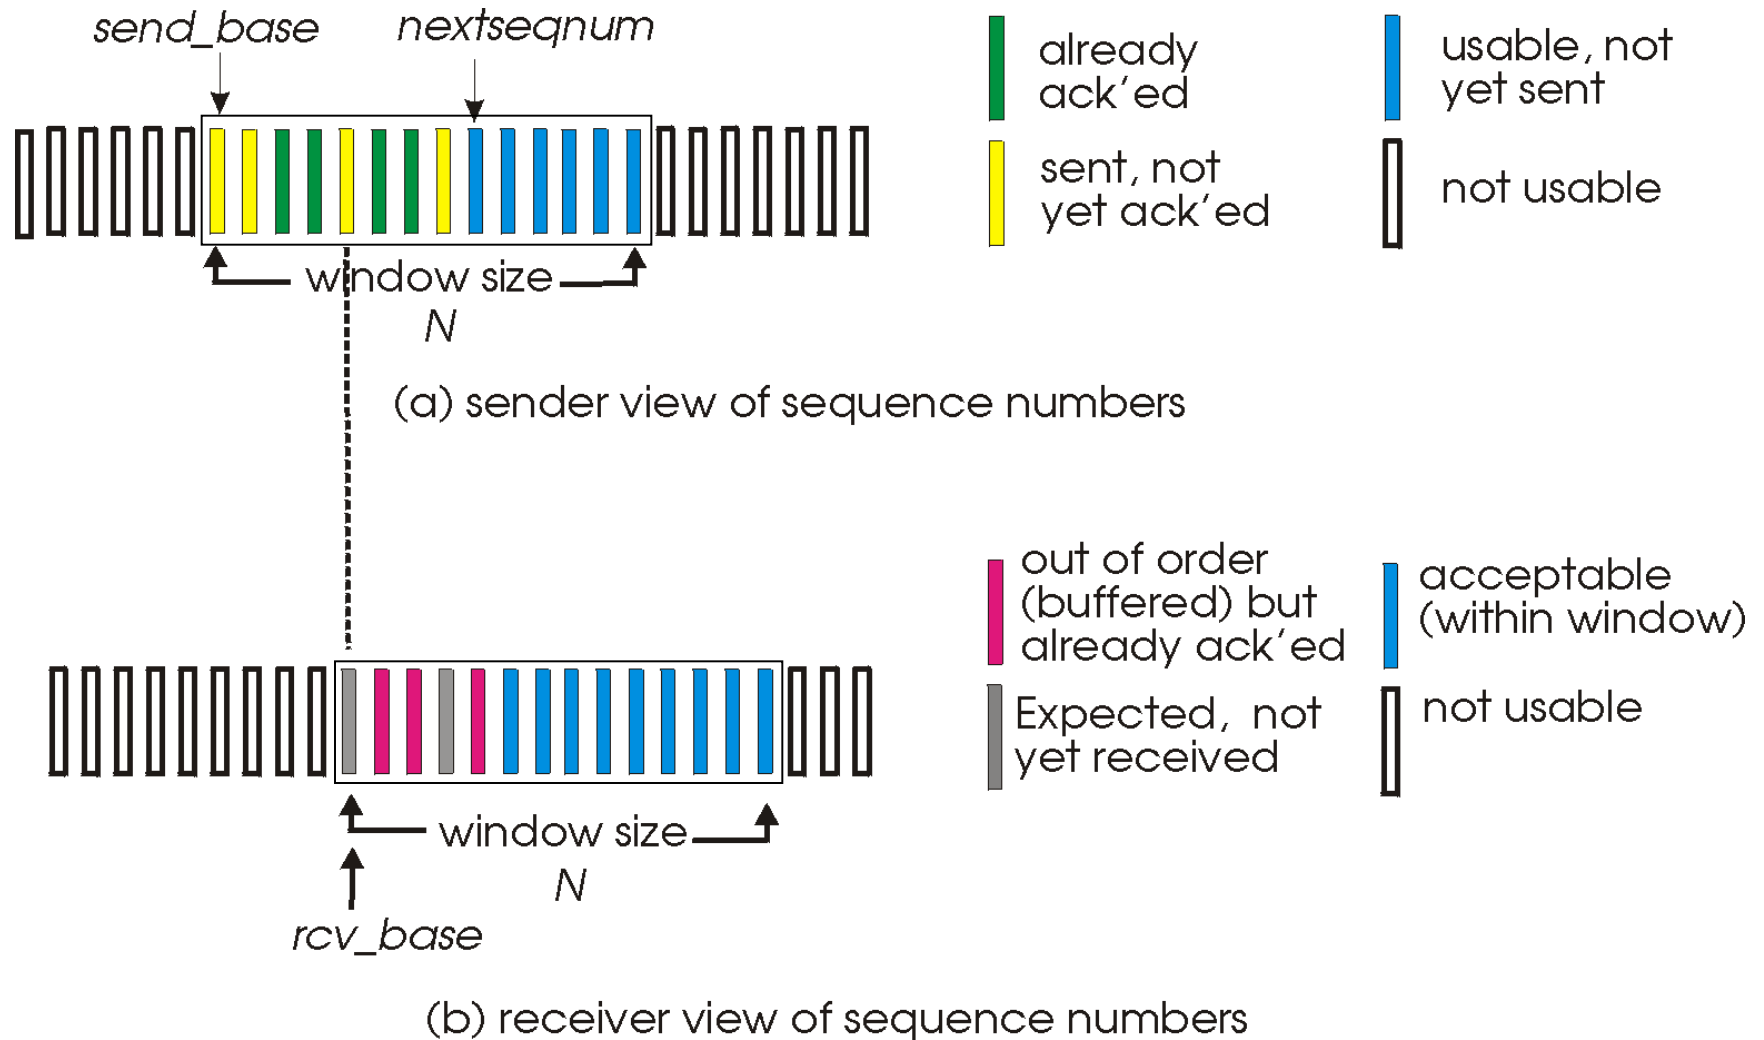 send_base
nextseqnum
already
ack'ed
usable, not
yet sent
sent, not
yet ack'ed
not usable
window size
N
(a) sender view of sequence numbers
out of order
(buffered) but
already ack'ed
acceptable
(within window)
Expected, not
yet received
not usable
window size
N
rcv_base
(b) receiver view of sequence numbers